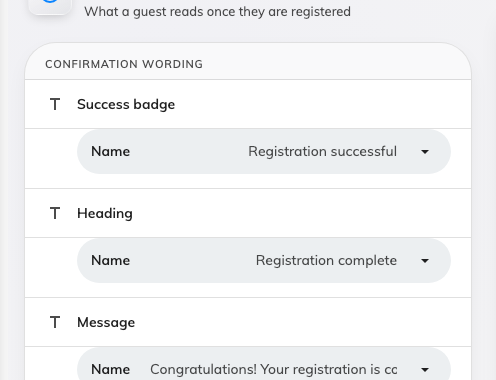 What a guest reads once they are registered
CONFIRMATION WORDING
T Success badge
Name Registration successful
T Heading
Name Registration complete
T Message
Name Congratulations! Your registration is cc